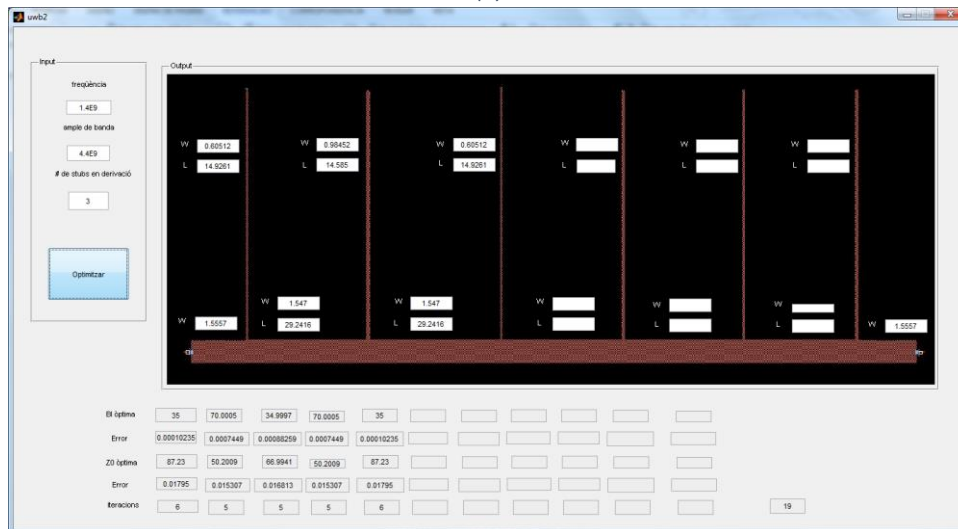 uwb2
Input
freqüència
1.4E9
ample de banda
4.4E9
# de stubs en derivació
3
Optimitzar
Output
W 0.60512 W 0.98452 W 0.60512 W W W
L 14.9261 L 14.585 L 14.9261 L L L
W 1.547 W 1.547 W W W
W 1.5557 L 29.2416 L 29.2416 L L L W 1.5557
El òptima 35 70.0005 34.9997 70.0005 35
Error 0.00010235 0.0007449 0.00088259 0.0007449 0.00010235
Z0 òptima 87.23 50.2009 66.9941 50.2009 87.23
Error 0.01795 0.015307 0.016813 0.015307 0.01795
Iteracions 6 5 5 5 6 19